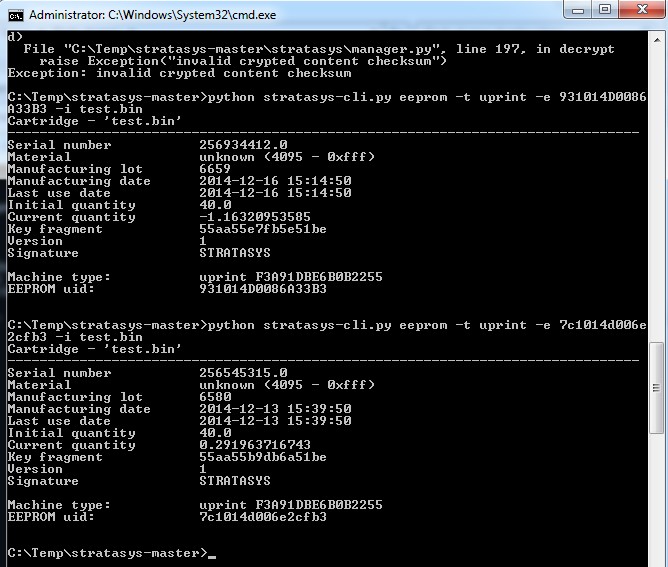 Administrator: C:\Windows\System32\cmd.exe
d)
File "C:\Temp\stratasys-master\stratasys\manager.py", line 197, in decrypt
raise Exception("invalid crypted content checksum")
Exception: invalid crypted content checksum
C:\Temp\stratasys-master>python stratasys-cli.py eeprom -t uprint -e 931014D0086
A33B3 -i test.bin
Cartridge - 'test.bin'
-------------------------------------------------------------------------------
Serial number 256934412.0
Material unknown (4095 - 0xfff)
Manufacturing lot 6659
Manufacturing date 2014-12-16 15:14:50
Last use date 2014-12-16 15:14:50
Initial quantity 40.0
Current quantity -1.16320953585
Key fragment 55aa55e7fb5e51be
Version 1
Signature STRATASYS
Machine type: uprint F3A91DBE6B0B2255
EEPROM uid: 931014D0086A33B3
C:\Temp\stratasys-master>python stratasys-cli.py eeprom -t uprint -e 7c1014d006e
2cfb3 -i test.bin
Cartridge - 'test.bin'
-------------------------------------------------------------------------------
Serial number 256545315.0
Material unknown (4095 - 0xfff)
Manufacturing lot 6580
Manufacturing date 2014-12-13 15:39:50
Last use date 2014-12-13 15:39:50
Initial quantity 40.0
Current quantity 0.291963716743
Key fragment 55aa55b9db6a51be
Version 1
Signature STRATASYS
Machine type: uprint F3A91DBE6B0B2255
EEPROM uid: 7c1014d006e2cfb3
C:\Temp\stratasys-master>_